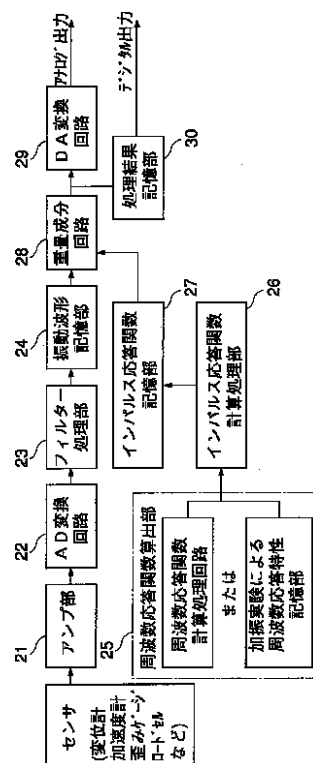 センサ
(変位計
加速度計
歪みゲージ
ロードセル
など)
21
アンプ部
22
AD変換
回路
23
フィルター
処理部
24
振動波形
記憶部
28
重量成分
回路
29
DA変換
回路
アナログ出力
処理結果
記憶部
30
デジタル出力
インパルス応答関数
記憶部
27
インパルス応答関数
計算処理部
26
25
周波数応答関数算出部
周波数応答関数
計算処理回路
または
加振実験による
周波数応答特性
記憶部